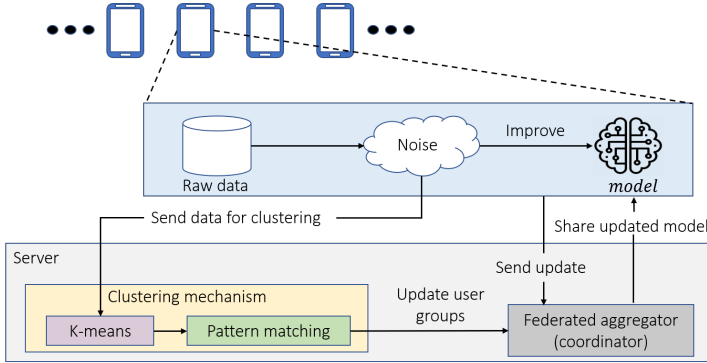 Noise
Improve
Raw data
model
Send data for clustering
Share updated model
Server
Send update
Clustering mechanism
Update user
groups
K-means
Pattern matching
Federated aggregator
(coordinator)